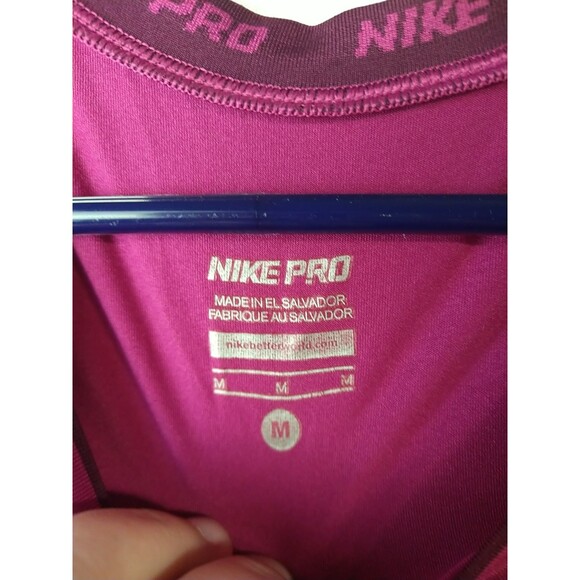 PRO NIKE
NIKE PRO
MADE IN EL SALVADOR
FABRIQUE AU SALVADOR
nikebetterworld.com
M M M
M